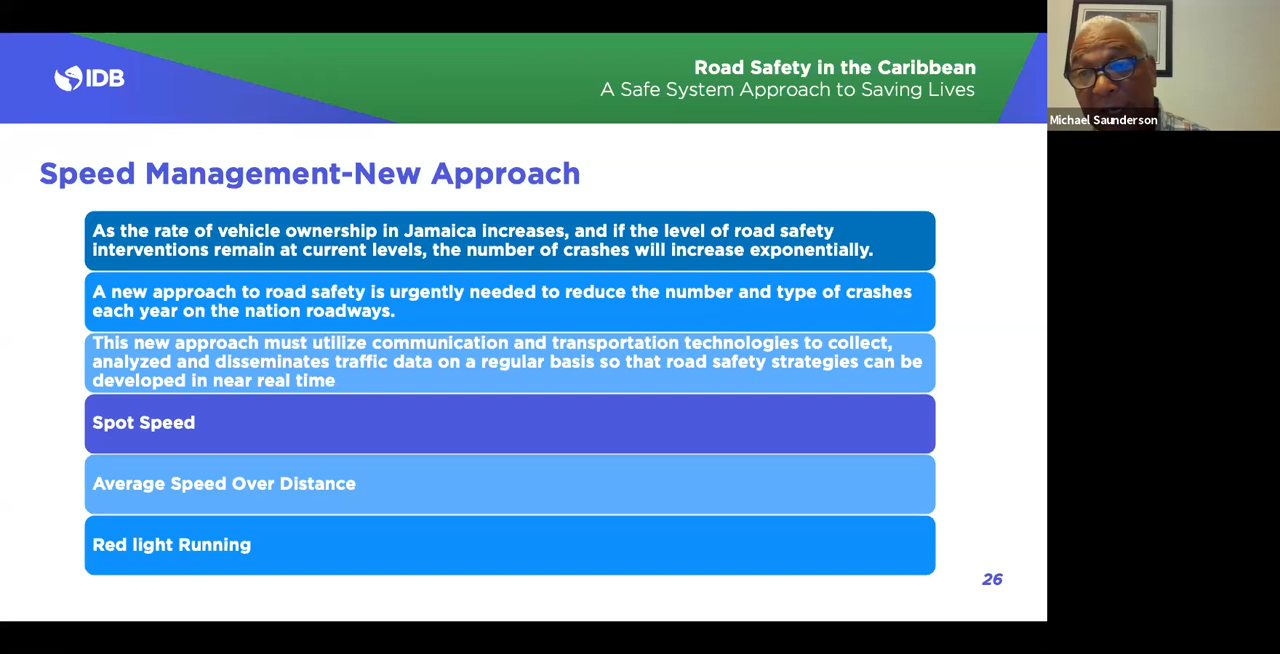 IDB
Road Safety in the Caribbean
A Safe System Approach to Saving Lives
Michael Saunderson
Speed Management-New Approach
As the rate of vehicle ownership in Jamaica increases, and if the level of road safety
interventions remain at current levels, the number of crashes will increase exponentially.
A new approach to road safety is urgently needed to reduce the number and type of crashes
each year on the nation roadways.
This new approach must utilize communication and transportation technologies to collect,
analyzed and disseminates traffic data on a regular basis so that road safety strategies can be
developed in near real time
Spot Speed
Average Speed Over Distance
Red light Running
26